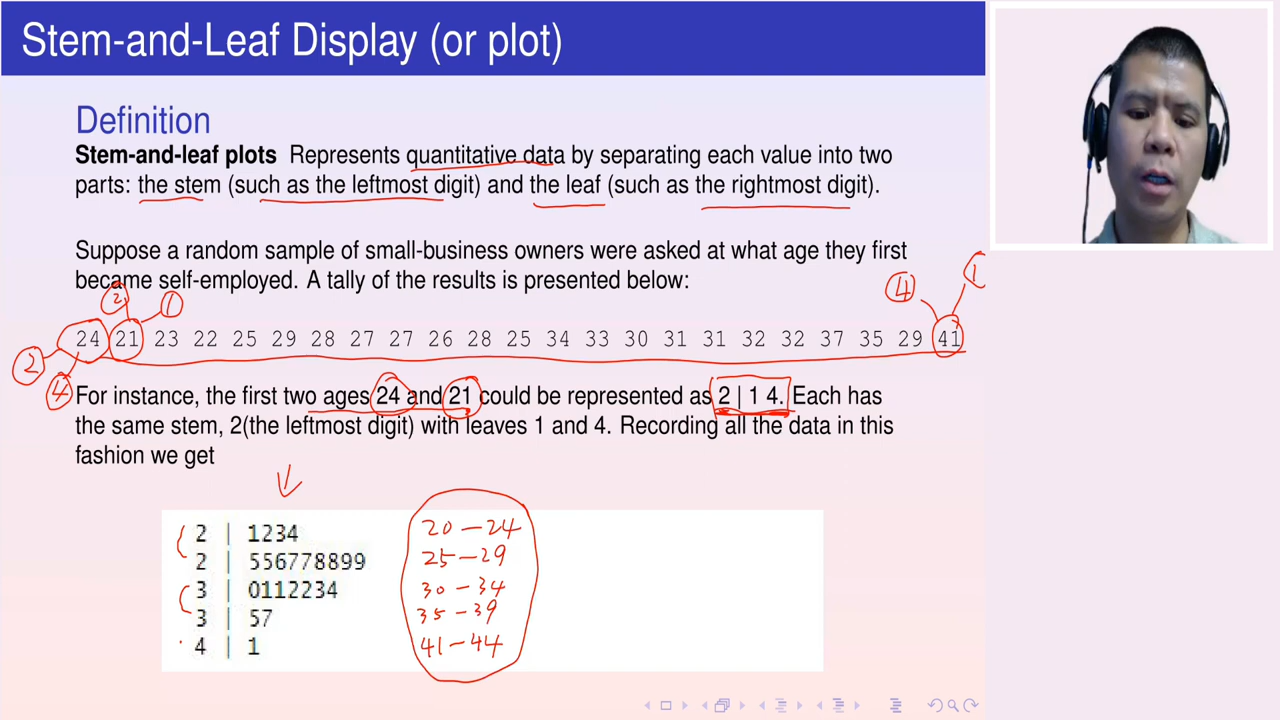 Stem-and-Leaf Display (or plot)
Definition
Stem-and-leaf plots Represents quantitative data by separating each value into two
parts: the stem (such as the leftmost digit) and the leaf (such as the rightmost digit).
Suppose a random sample of small-business owners were asked at what age they first
became self-employed. A tally of the results is presented below:
2 1 4 1
24 21 23 22 25 29 28 27 27 26 28 25 34 33 30 31 31 32 32 37 35 29 41
2
4
For instance, the first two ages 24 and 21 could be represented as 2 | 1 4. Each has
the same stem, 2(the leftmost digit) with leaves 1 and 4. Recording all the data in this
fashion we get
2 | 1234 20 – 24
2 | 556778899 25 – 29
3 | 0112234 30 – 34
3 | 57 35 – 39
4 | 1 41 – 44